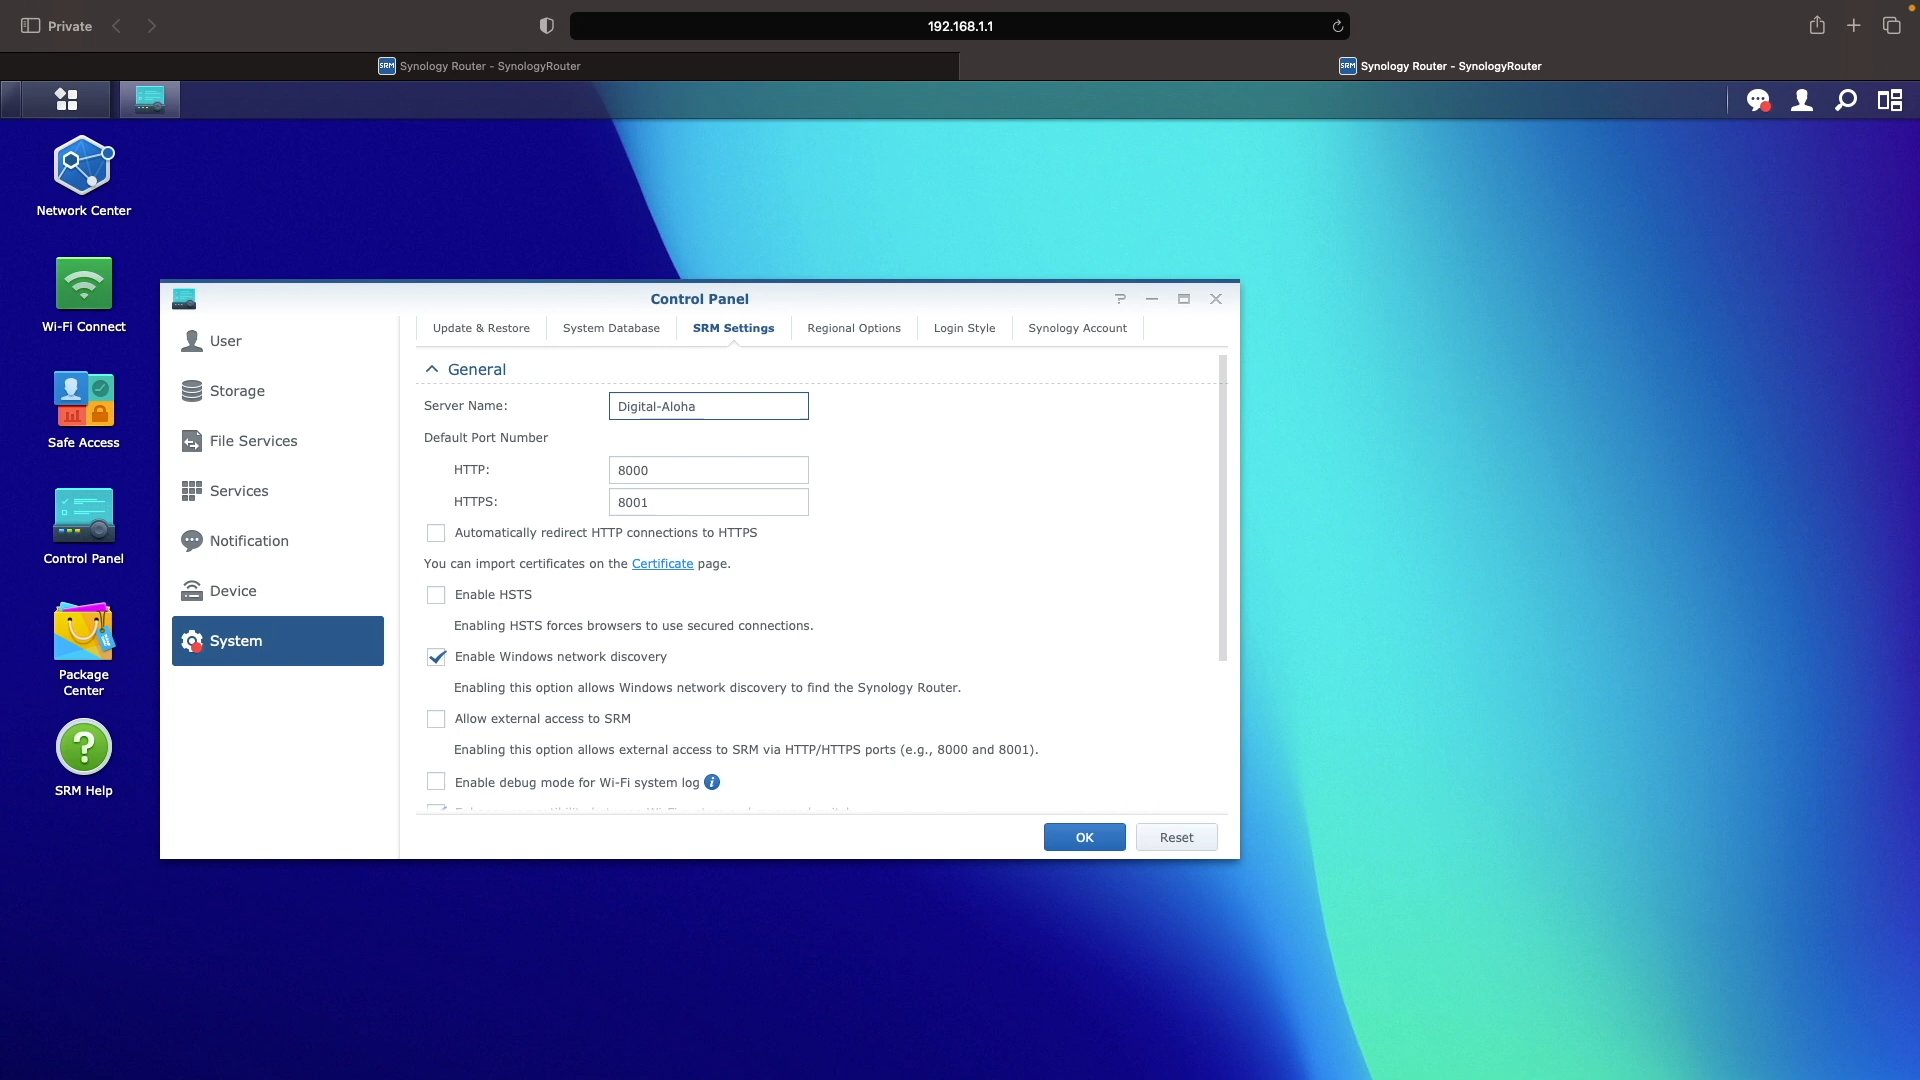 Private
192.168.1.1
SRM Synology Router - SynologyRouter
SRM Synology Router - SynologyRouter
Network Center
Wi-Fi Connect
Safe Access
Control Panel
Package
Center
SRM Help
Control Panel
User
Storage
File Services
Services
Notification
Device
System
Update & Restore
System Database
SRM Settings
Regional Options
Login Style
Synology Account
General
Server Name:
Digital-Aloha
Default Port Number
HTTP:
8000
HTTPS:
8001
Automatically redirect HTTP connections to HTTPS
You can import certificates on the Certificate page.
Enable HSTS
Enabling HSTS forces browsers to use secured connections.
Enable Windows network discovery
Enabling this option allows Windows network discovery to find the Synology Router.
Allow external access to SRM
Enabling this option allows external access to SRM via HTTP/HTTPS ports (e.g., 8000 and 8001).
Enable debug mode for Wi-Fi system log
OK
Reset